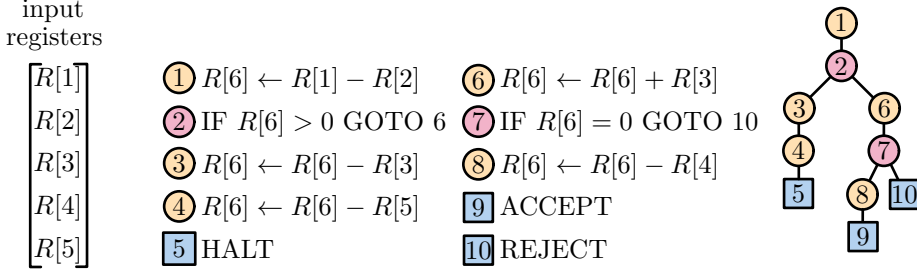 input
registers
R[1]
R[2]
R[3]
R[4]
R[5]
1 R[6] ← R[1] − R[2]
2 IF R[6] > 0 GOTO 6
3 R[6] ← R[6] − R[3]
4 R[6] ← R[6] − R[5]
5 HALT
6 R[6] ← R[6] + R[3]
7 IF R[6] = 0 GOTO 10
8 R[6] ← R[6] − R[4]
9 ACCEPT
10 REJECT
1
2
3 6
4 7
5 8 10
9